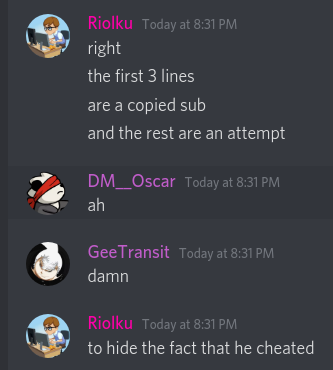 Riolku Today at 8:31 PM
right
the first 3 lines
are a copied sub
and the rest are an attempt
DM__Oscar Today at 8:31 PM
ah
GeeTransit Today at 8:31 PM
damn
Riolku Today at 8:31 PM
to hide the fact that he cheated